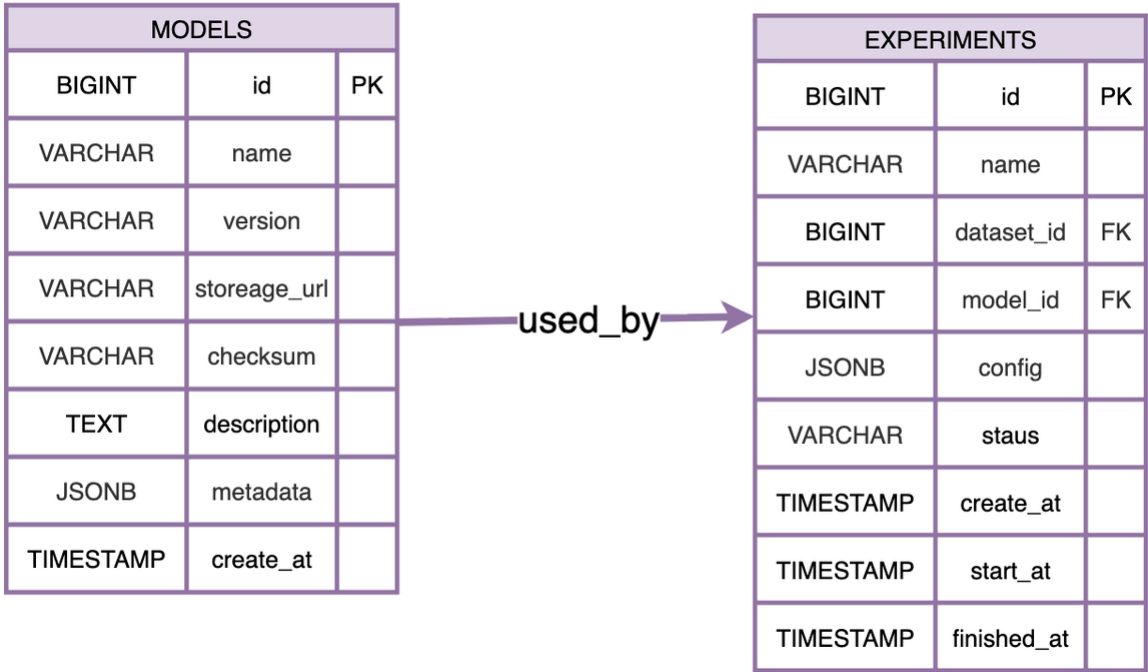 MODELS
BIGINT id PK
VARCHAR name
VARCHAR version
VARCHAR storeage_url
VARCHAR checksum
TEXT description
JSONB metadata
TIMESTAMP create_at
used_by
EXPERIMENTS
BIGINT id PK
VARCHAR name
BIGINT dataset_id FK
BIGINT model_id FK
JSONB config
VARCHAR staus
TIMESTAMP create_at
TIMESTAMP start_at
TIMESTAMP finished_at